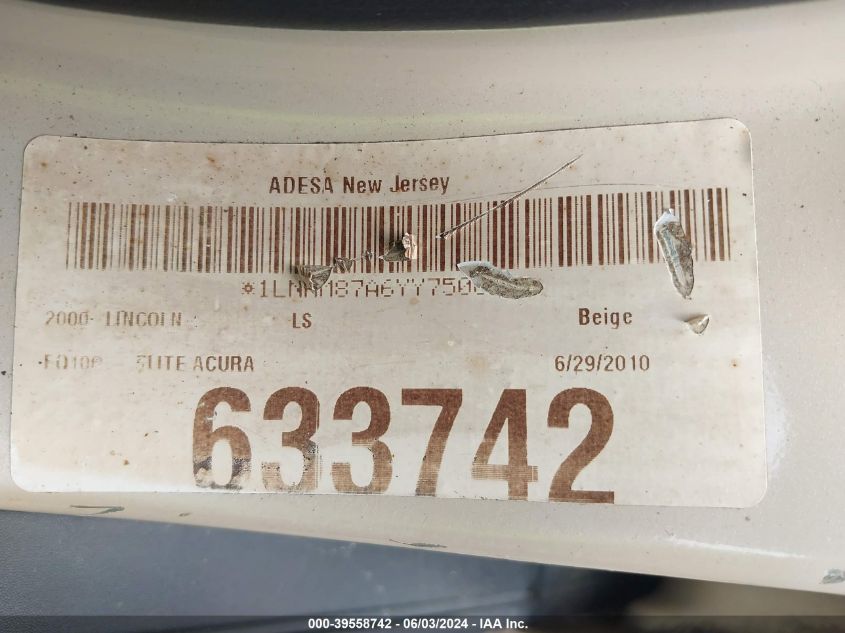 ADESA New Jersey
2000 LINCOLN LS Beige
ACURA 6/29/2010
633742
000-39558742 / 06/03/2024 - IAA Inc.